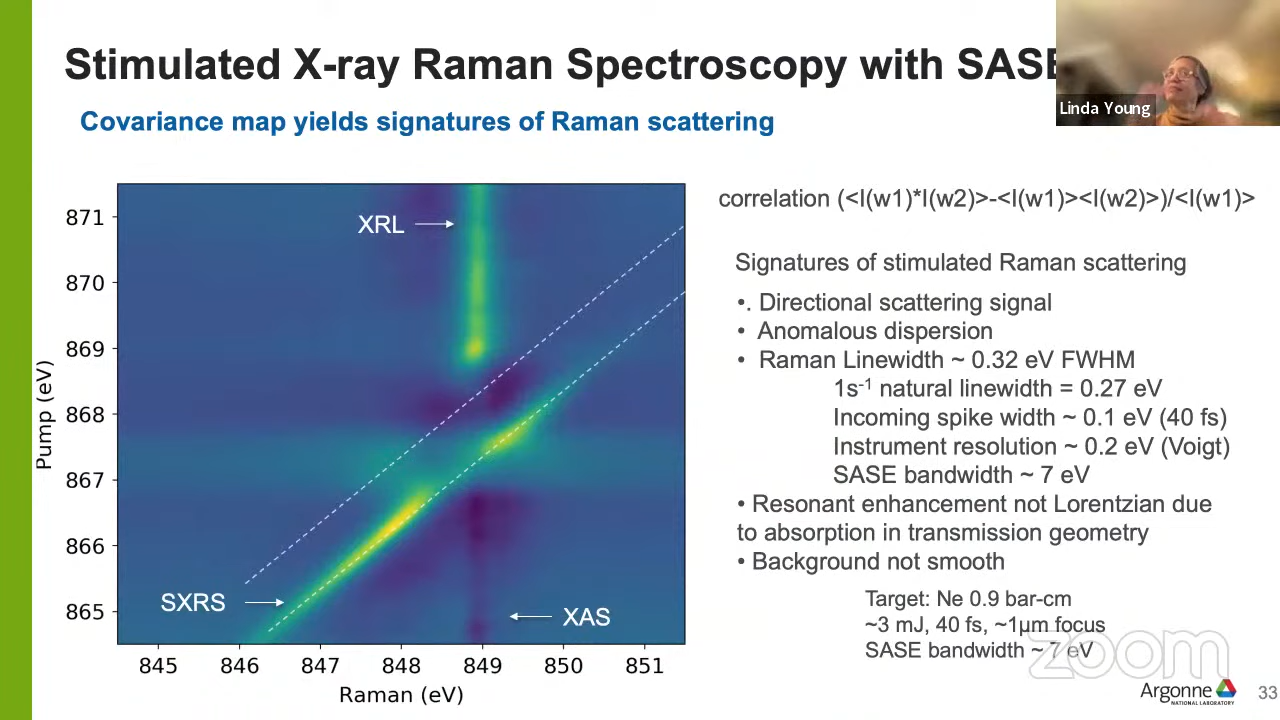 Stimulated X-ray Raman Spectroscopy with SASE
Linda Young
Covariance map yields signatures of Raman scattering
correlation (<I(w1)*I(w2)>-<I(w1)><I(w2)>)/<I(w1)>
Signatures of stimulated Raman scattering
•. Directional scattering signal
• Anomalous dispersion
• Raman Linewidth ~ 0.32 eV FWHM
1s-1 natural linewidth = 0.27 eV
Incoming spike width ~ 0.1 eV (40 fs)
Instrument resolution ~ 0.2 eV (Voigt)
SASE bandwidth ~ 7 eV
• Resonant enhancement not Lorentzian due
to absorption in transmission geometry
• Background not smooth
Target: Ne 0.9 bar-cm
~3 mJ, 40 fs, ~1µm focus
SASE bandwidth ~ 7 eV
XRL
SXRS
XAS
871
870
869
868
867
866
865
Pump (eV)
845 846 847 848 849 850 851
Raman (eV)
zoom
Argonne
NATIONAL LABORATORY
33